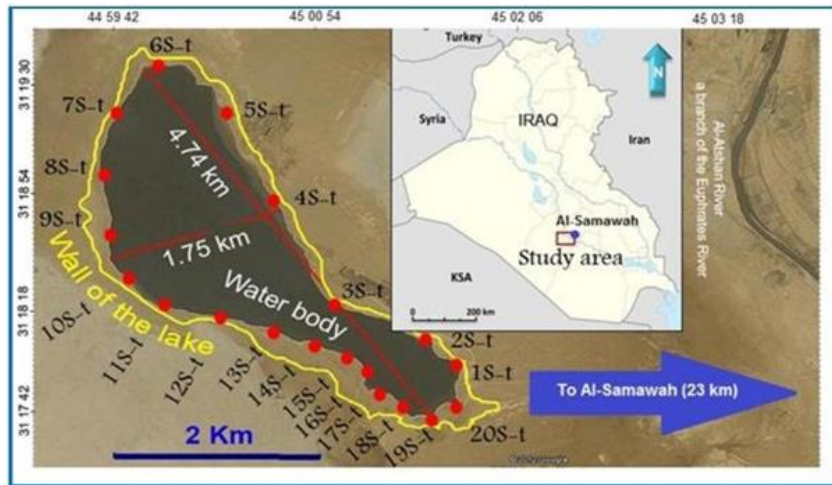 44 59 42
45 00 54
45 02 06
45 03 18
31 19 30
31 18 54
31 18 18
31 17 42
6S-t
7S-t
5S-t
8S-t
4S-t
9S-t
4.74 km
1.75 km
Wall of the lake
Water body
3S-t
10S-t
11S-t
12S-t
13S-t
14S-t
15S-t
16S-t
17S-t
18S-t
19S-t
20S-t
2S-t
1S-t
2 Km
Turkey
N
Syria
IRAQ
Iran
Al-Samawah
Study area
KSA
0
200 km
Al-Atshan River
a branch of the Euphrates River
To Al-Samawah (23 km)